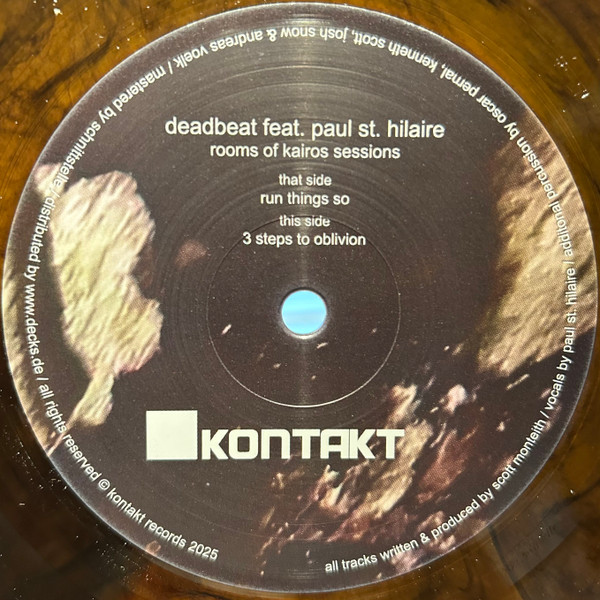 deadbeat feat. paul st. hilaire
rooms of kairos sessions
that side
run things so
this side
3 steps to oblivion
KONTAKT
all tracks written & produced by scott monteith / vocals by paul st. hilaire / additional percussion by oscar pernal, kenneth scott, josh snow & andreas voelk / mastered by schnittstelle / distributed by www.decks.de / all rights reserved © kontakt records 2025